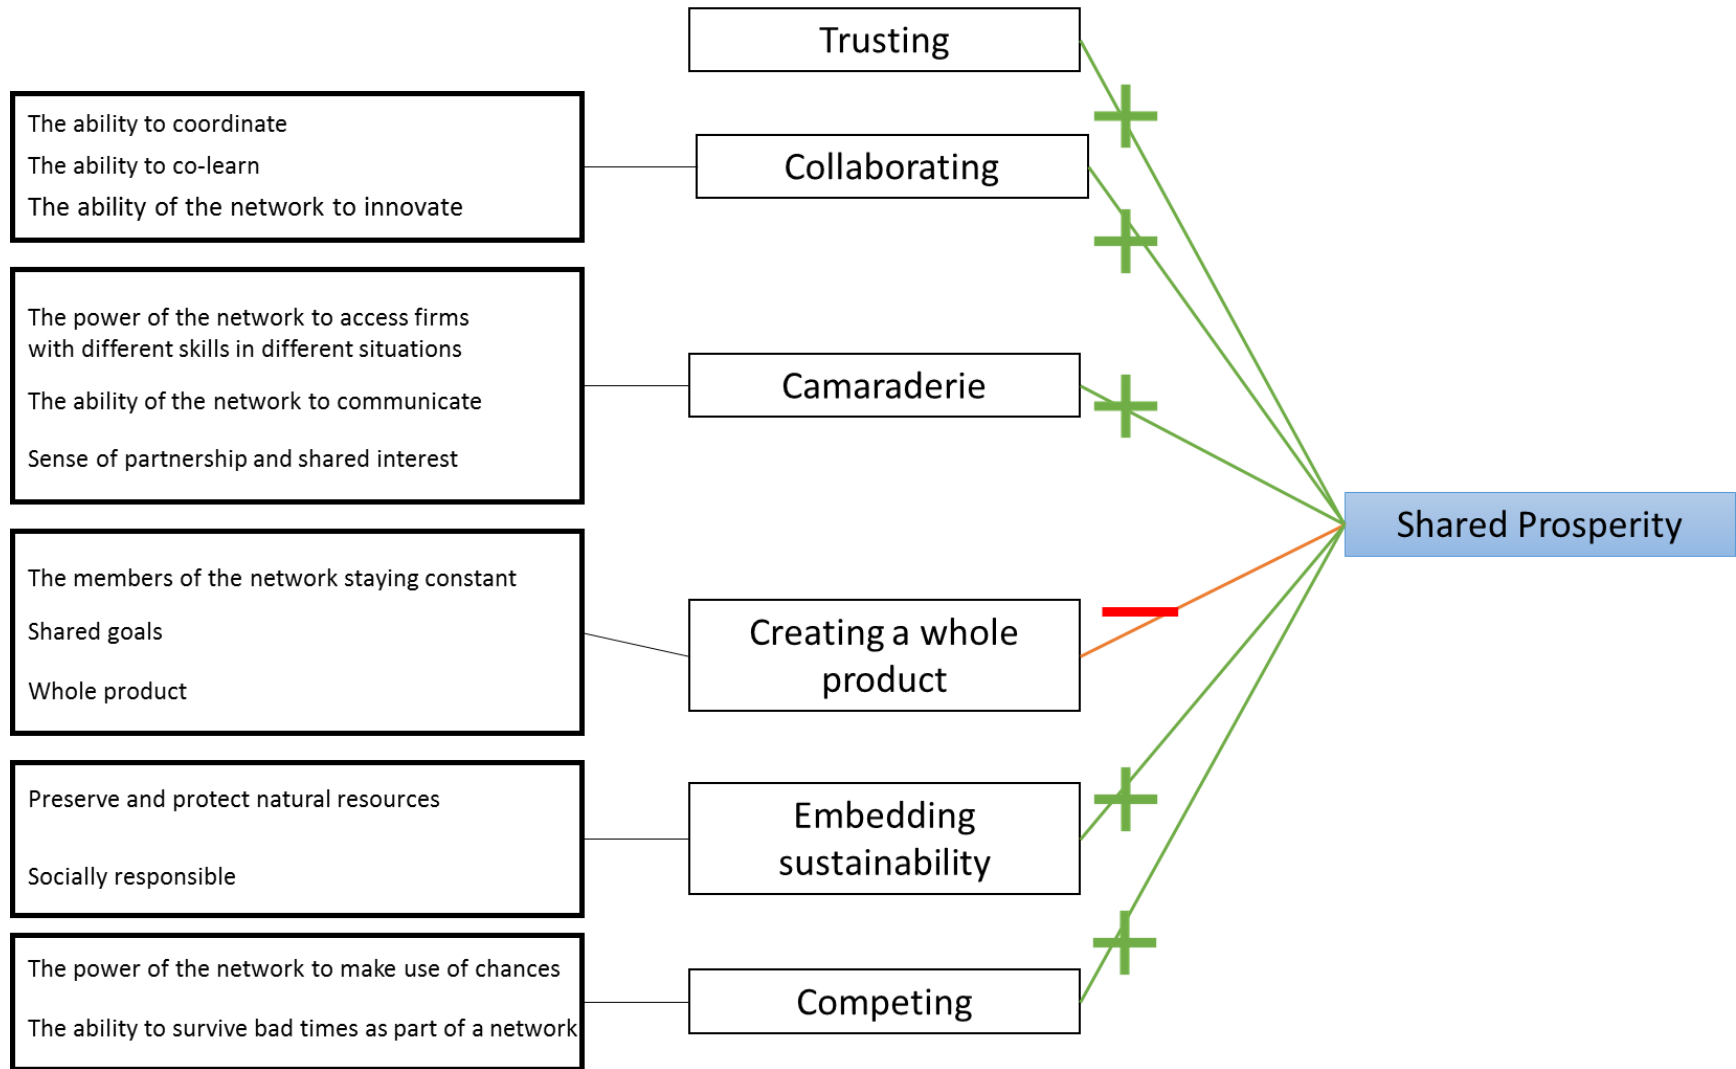 Trusting
The ability to coordinate
The ability to co-learn
The ability of the network to innovate
Collaborating
The power of the network to access firms
with different skills in different situations
The ability of the network to communicate
Sense of partnership and shared interest
Camaraderie
Shared Prosperity
The members of the network staying constant
Shared goals
Whole product
Creating a whole
product
Preserve and protect natural resources
Socially responsible
Embedding
sustainability
The power of the network to make use of chances
The ability to survive bad times as part of a network
Competing